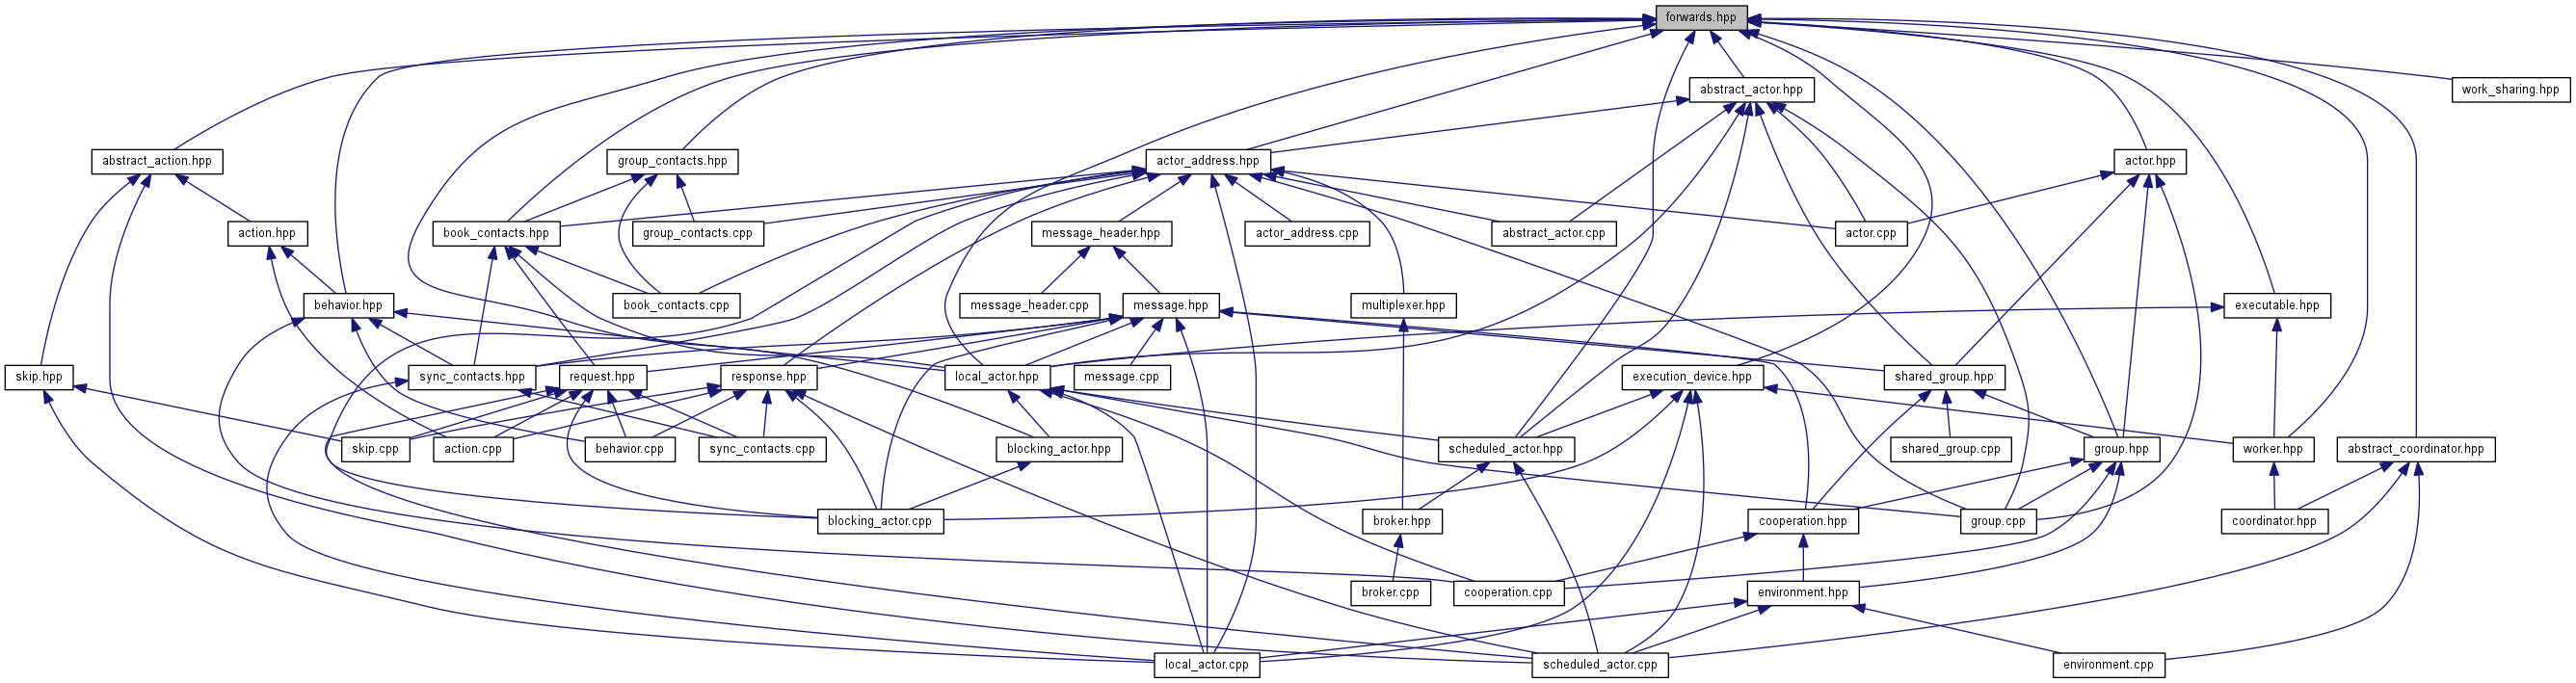 forwards.hpp
abstract_actor.hpp
work_sharing.hpp
abstract_action.hpp
group_contacts.hpp
actor_address.hpp
actor.hpp
action.hpp
book_contacts.hpp
group_contacts.cpp
message_header.hpp
actor_address.cpp
abstract_actor.cpp
actor.cpp
behavior.hpp
book_contacts.cpp
message_header.cpp
message.hpp
multiplexer.hpp
executable.hpp
skip.hpp
sync_contacts.hpp
request.hpp
response.hpp
local_actor.hpp
message.cpp
execution_device.hpp
shared_group.hpp
skip.cpp
action.cpp
behavior.cpp
sync_contacts.cpp
blocking_actor.hpp
scheduled_actor.hpp
shared_group.cpp
group.hpp
worker.hpp
abstract_coordinator.hpp
blocking_actor.cpp
broker.hpp
cooperation.hpp
group.cpp
coordinator.hpp
broker.cpp
cooperation.cpp
environment.hpp
local_actor.cpp
scheduled_actor.cpp
environment.cpp